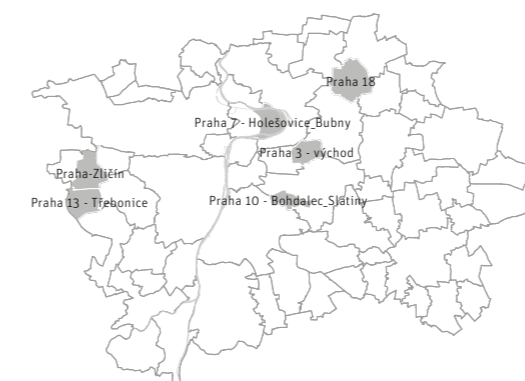 Praha 18
Praha 7 - Holešovice_Bubny
Praha 3 - východ
Praha-Zličín
Praha 13 - Třebonice
Praha 10 - Bohdalec_Slatiny